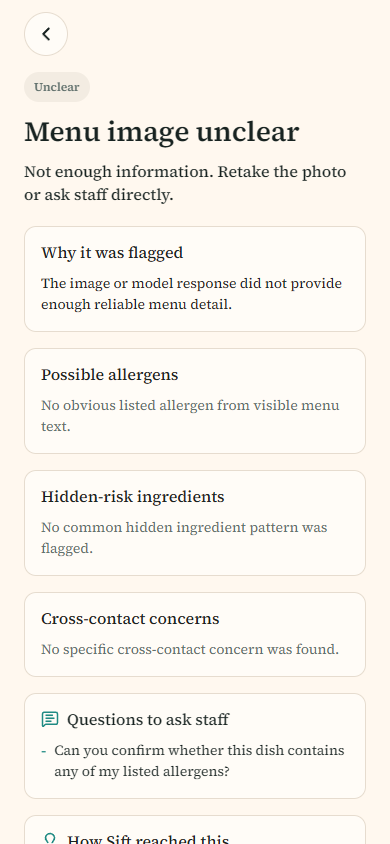 Unclear
Menu image unclear
Not enough information. Retake the photo
or ask staff directly.
Why it was flagged
The image or model response did not provide
enough reliable menu detail.
Possible allergens
No obvious listed allergen from visible menu
text.
Hidden-risk ingredients
No common hidden ingredient pattern was
flagged.
Cross-contact concerns
No specific cross-contact concern was found.
Questions to ask staff
- Can you confirm whether this dish contains
any of my listed allergens?
How Sift reached this